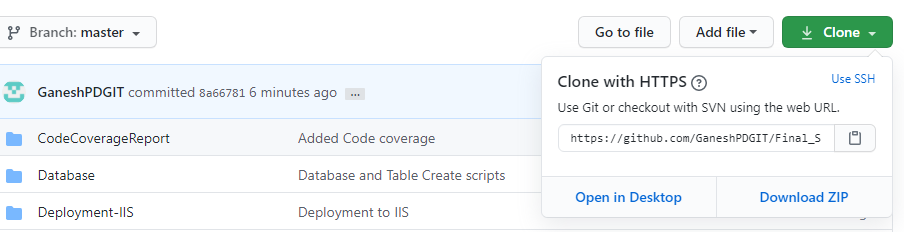 Branch: master
Go to file
Add file
Clone
GaneshPDGIT committed 8a66781 6 minutes ago ...
Clone with HTTPS ?
Use SSH
Use Git or checkout with SVN using the web URL.
https://github.com/GaneshPDGIT/Final_S
Open in Desktop
Download ZIP
CodeCoverageReport
Added Code coverage
Database
Database and Table Create scripts
Deployment-IIS
Deployment to IIS